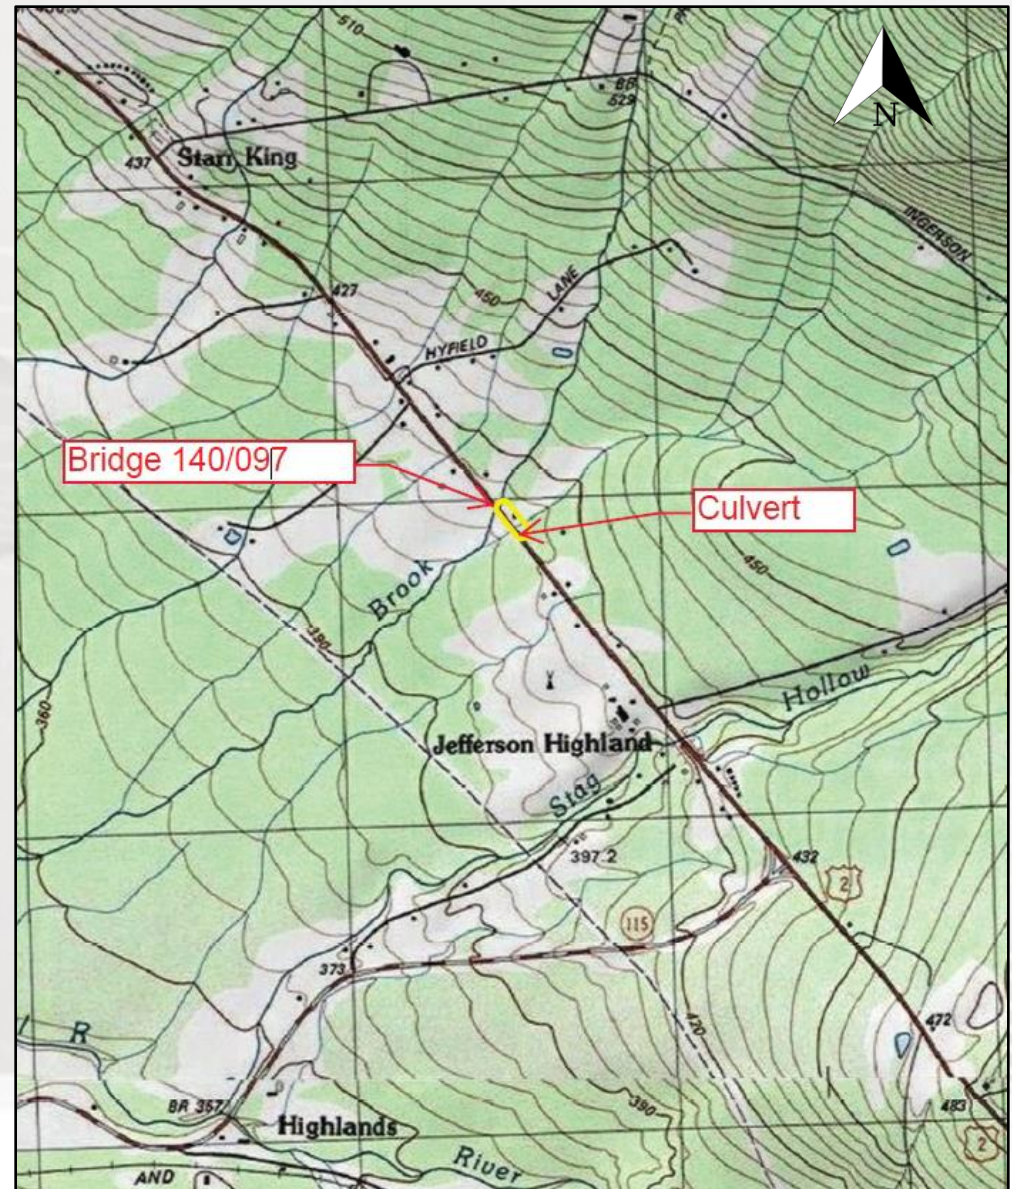 510
BR
529
N
437
Starr King
INGERSON
427
450
LANE
HYFIELD
Bridge 140/097
Culvert
450
Brook
390
360
Hollow
Jefferson Highland
Stag
397.2
432
2
115
373
472
420
R
390
483
BR 357
Highlands
2
River
AND